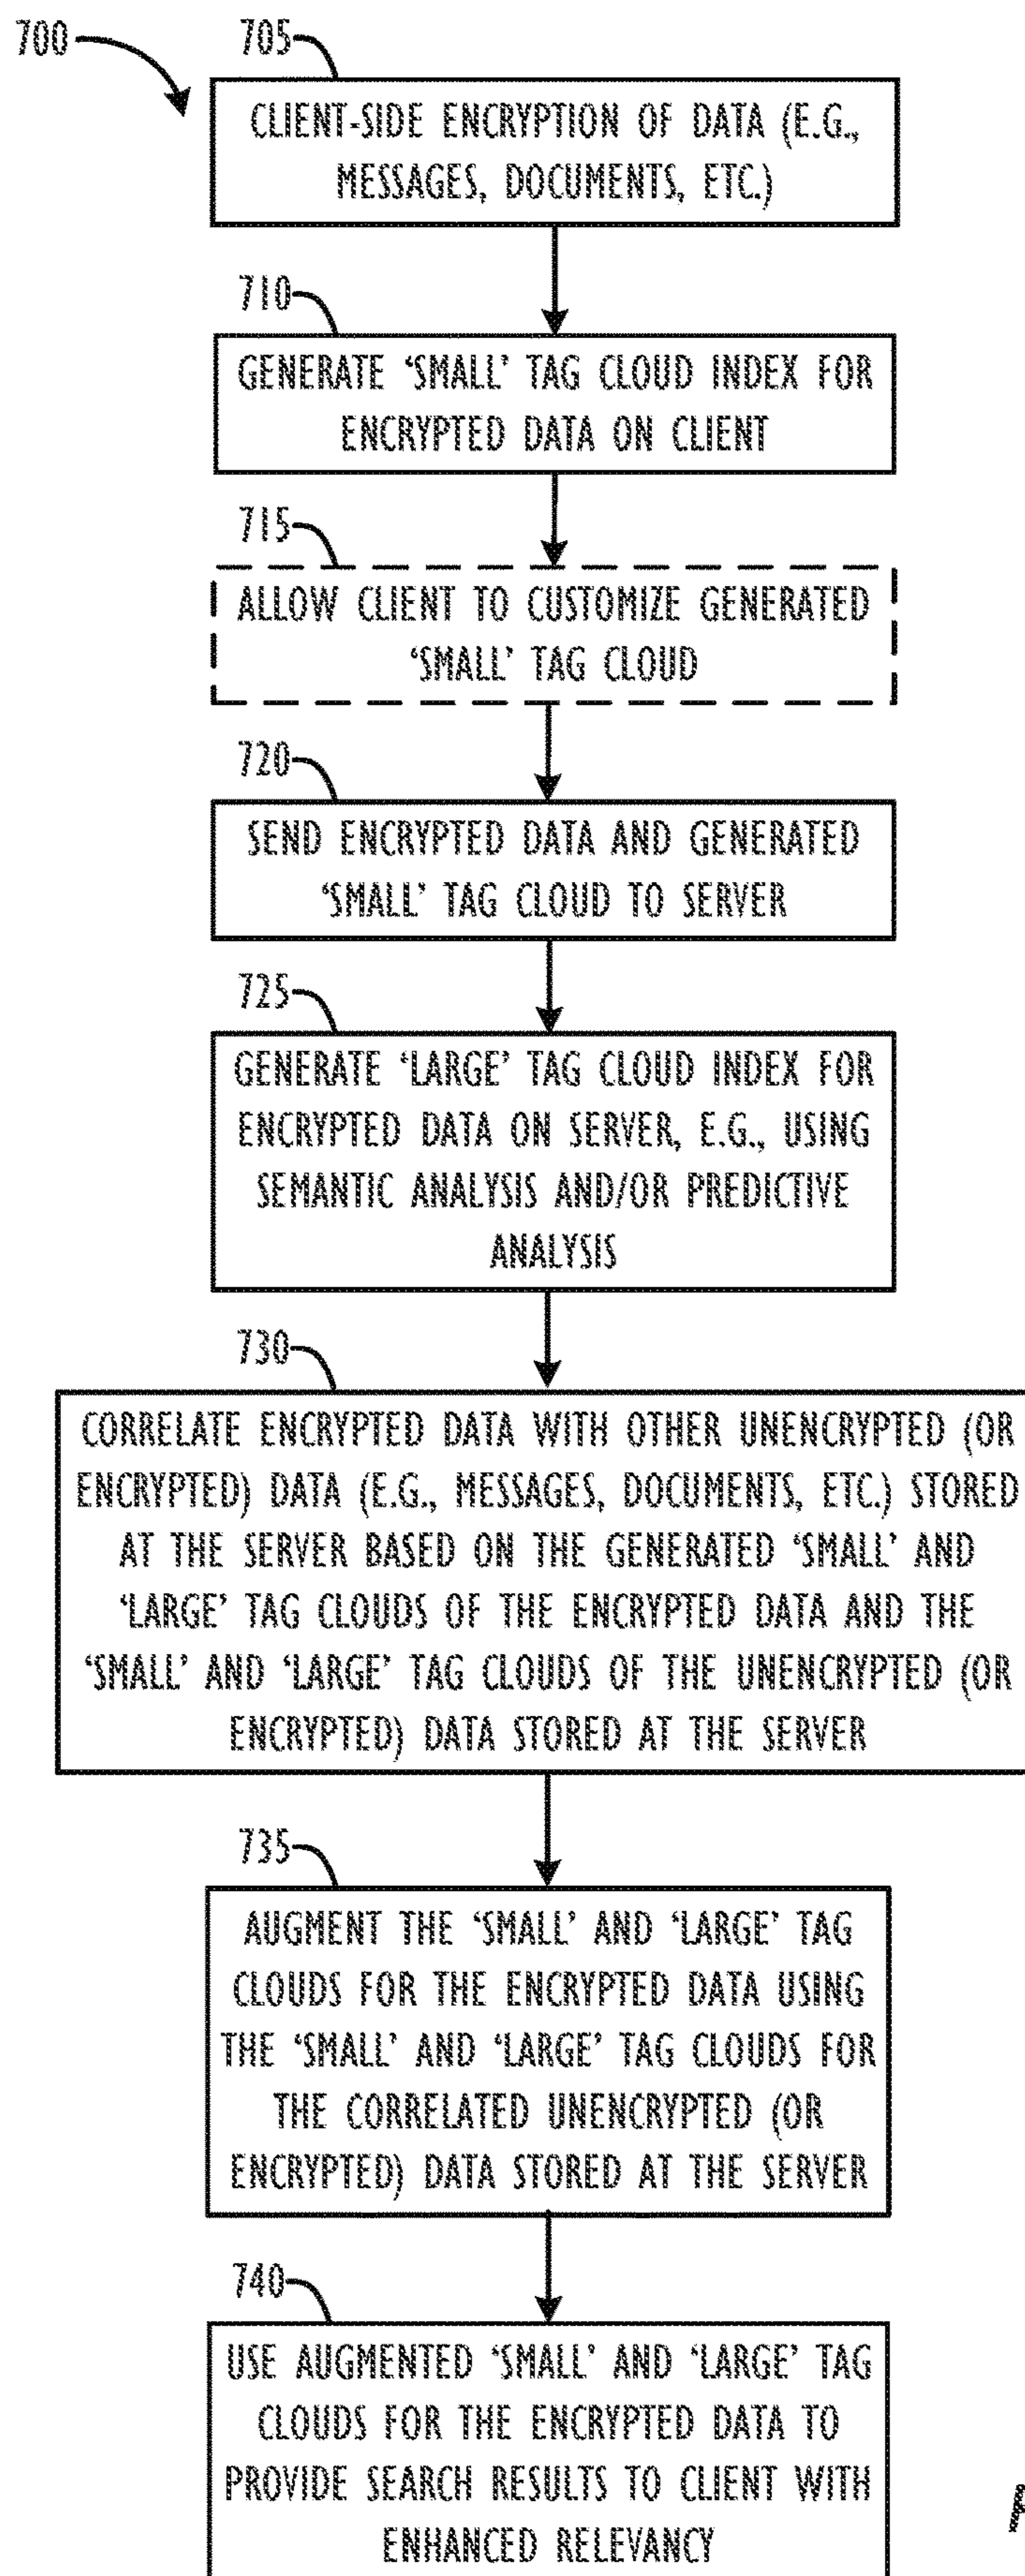 700
705
CLIENT-SIDE ENCRYPTION OF DATA (E.G.,
MESSAGES, DOCUMENTS, ETC.)
710
GENERATE ‘SMALL’ TAG CLOUD INDEX FOR
ENCRYPTED DATA ON CLIENT
715
ALLOW CLIENT TO CUSTOMIZE GENERATED
‘SMALL’ TAG CLOUD
720
SEND ENCRYPTED DATA AND GENERATED
‘SMALL’ TAG CLOUD TO SERVER
725
GENERATE ‘LARGE’ TAG CLOUD INDEX FOR
ENCRYPTED DATA ON SERVER, E.G., USING
SEMANTIC ANALYSIS AND/OR PREDICTIVE
ANALYSIS
730
CORRELATE ENCRYPTED DATA WITH OTHER UNENCRYPTED (OR
ENCRYPTED) DATA (E.G., MESSAGES, DOCUMENTS, ETC.) STORED
AT THE SERVER BASED ON THE GENERATED ‘SMALL’ AND
‘LARGE’ TAG CLOUDS OF THE ENCRYPTED DATA AND THE
‘SMALL’ AND ‘LARGE’ TAG CLOUDS OF THE UNENCRYPTED (OR
ENCRYPTED) DATA STORED AT THE SERVER
735
AUGMENT THE ‘SMALL’ AND ‘LARGE’ TAG
CLOUDS FOR THE ENCRYPTED DATA USING
THE ‘SMALL’ AND ‘LARGE’ TAG CLOUDS FOR
THE CORRELATED UNENCRYPTED (OR
ENCRYPTED) DATA STORED AT THE SERVER
740
USE AUGMENTED ‘SMALL’ AND ‘LARGE’ TAG
CLOUDS FOR THE ENCRYPTED DATA TO
PROVIDE SEARCH RESULTS TO CLIENT WITH
ENHANCED RELEVANCY